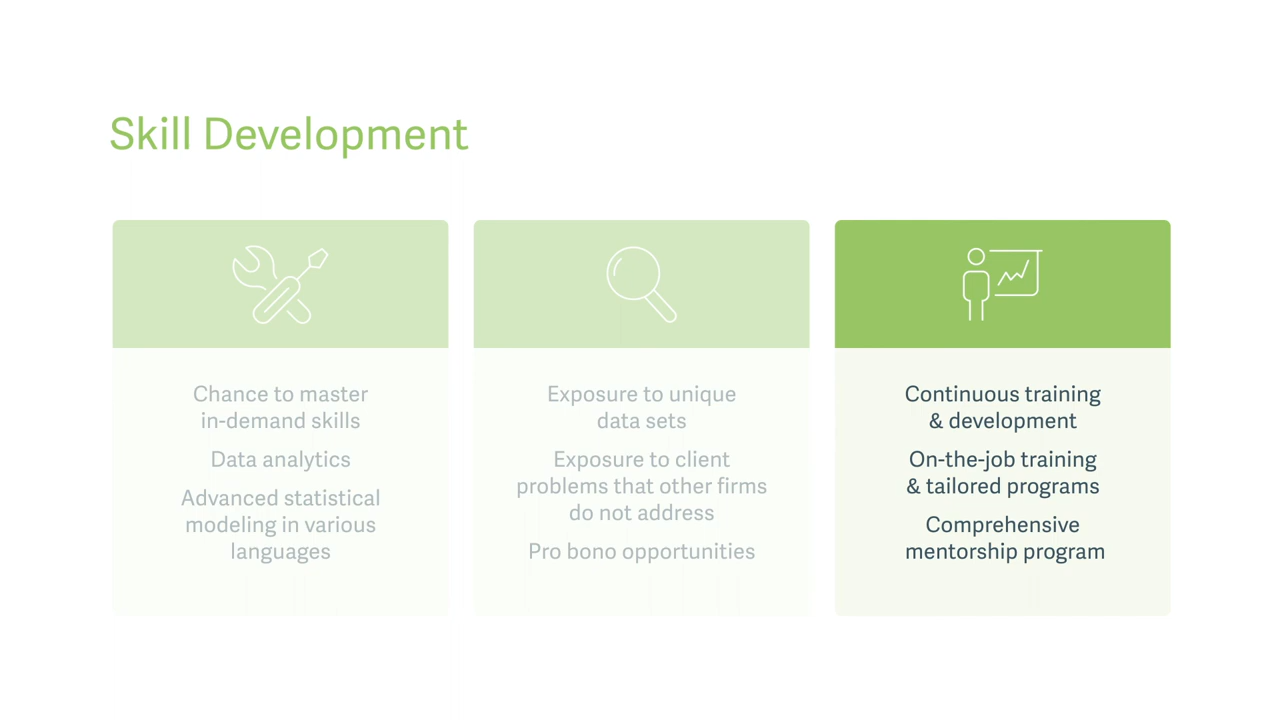 Skill Development
Chance to master
in-demand skills
Data analytics
Advanced statistical
modeling in various
languages
Exposure to unique
data sets
Exposure to client
problems that other firms
do not address
Pro bono opportunities
Continuous training
& development
On-the-job training
& tailored programs
Comprehensive
mentorship program